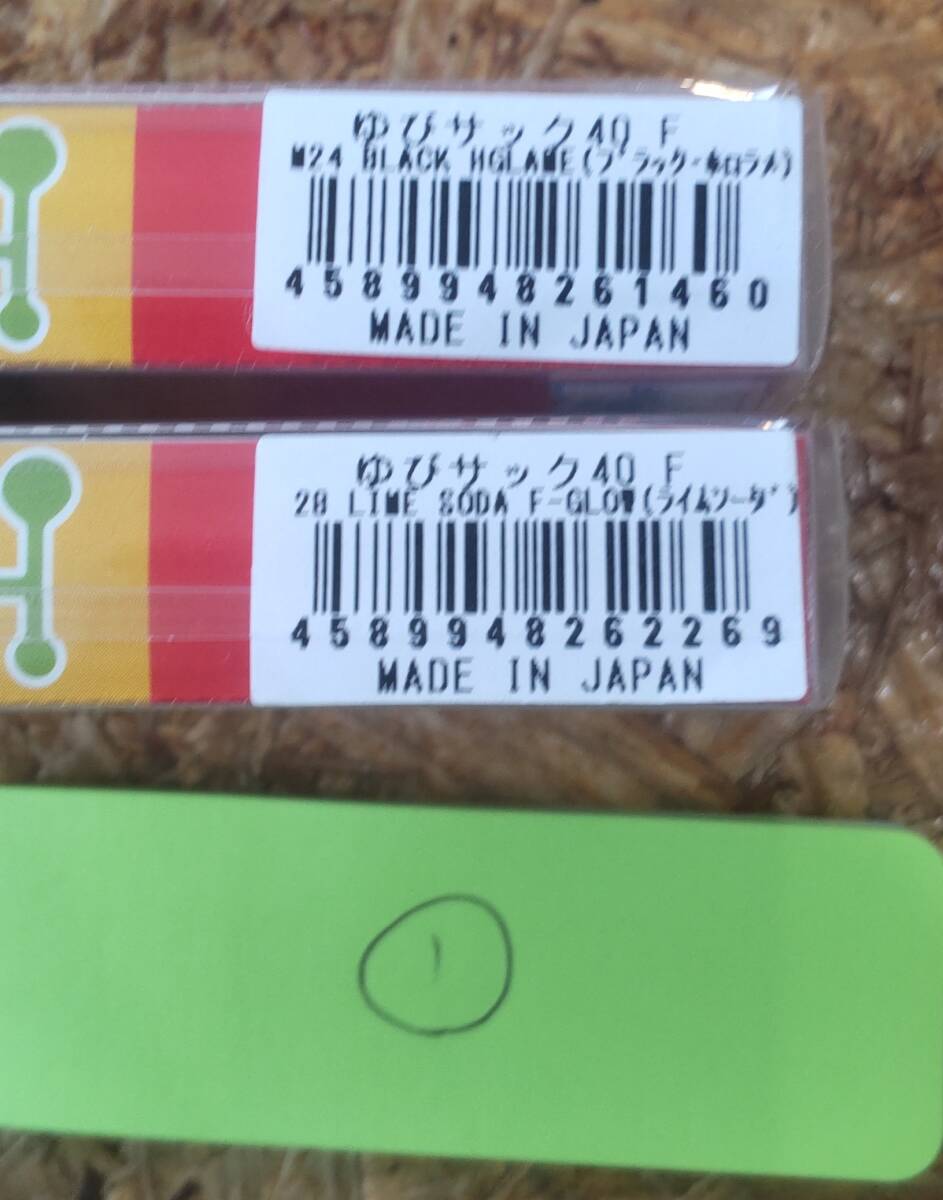 ゆびサック40 F
M24 BLACK HGLAME(ブラック・ホロラメ)
4589948261460
MADE IN JAPAN
ゆびサック40 F
28 LIME SODA F-GLOW(ライムソーダ)
4589948262269
MADE IN JAPAN
①